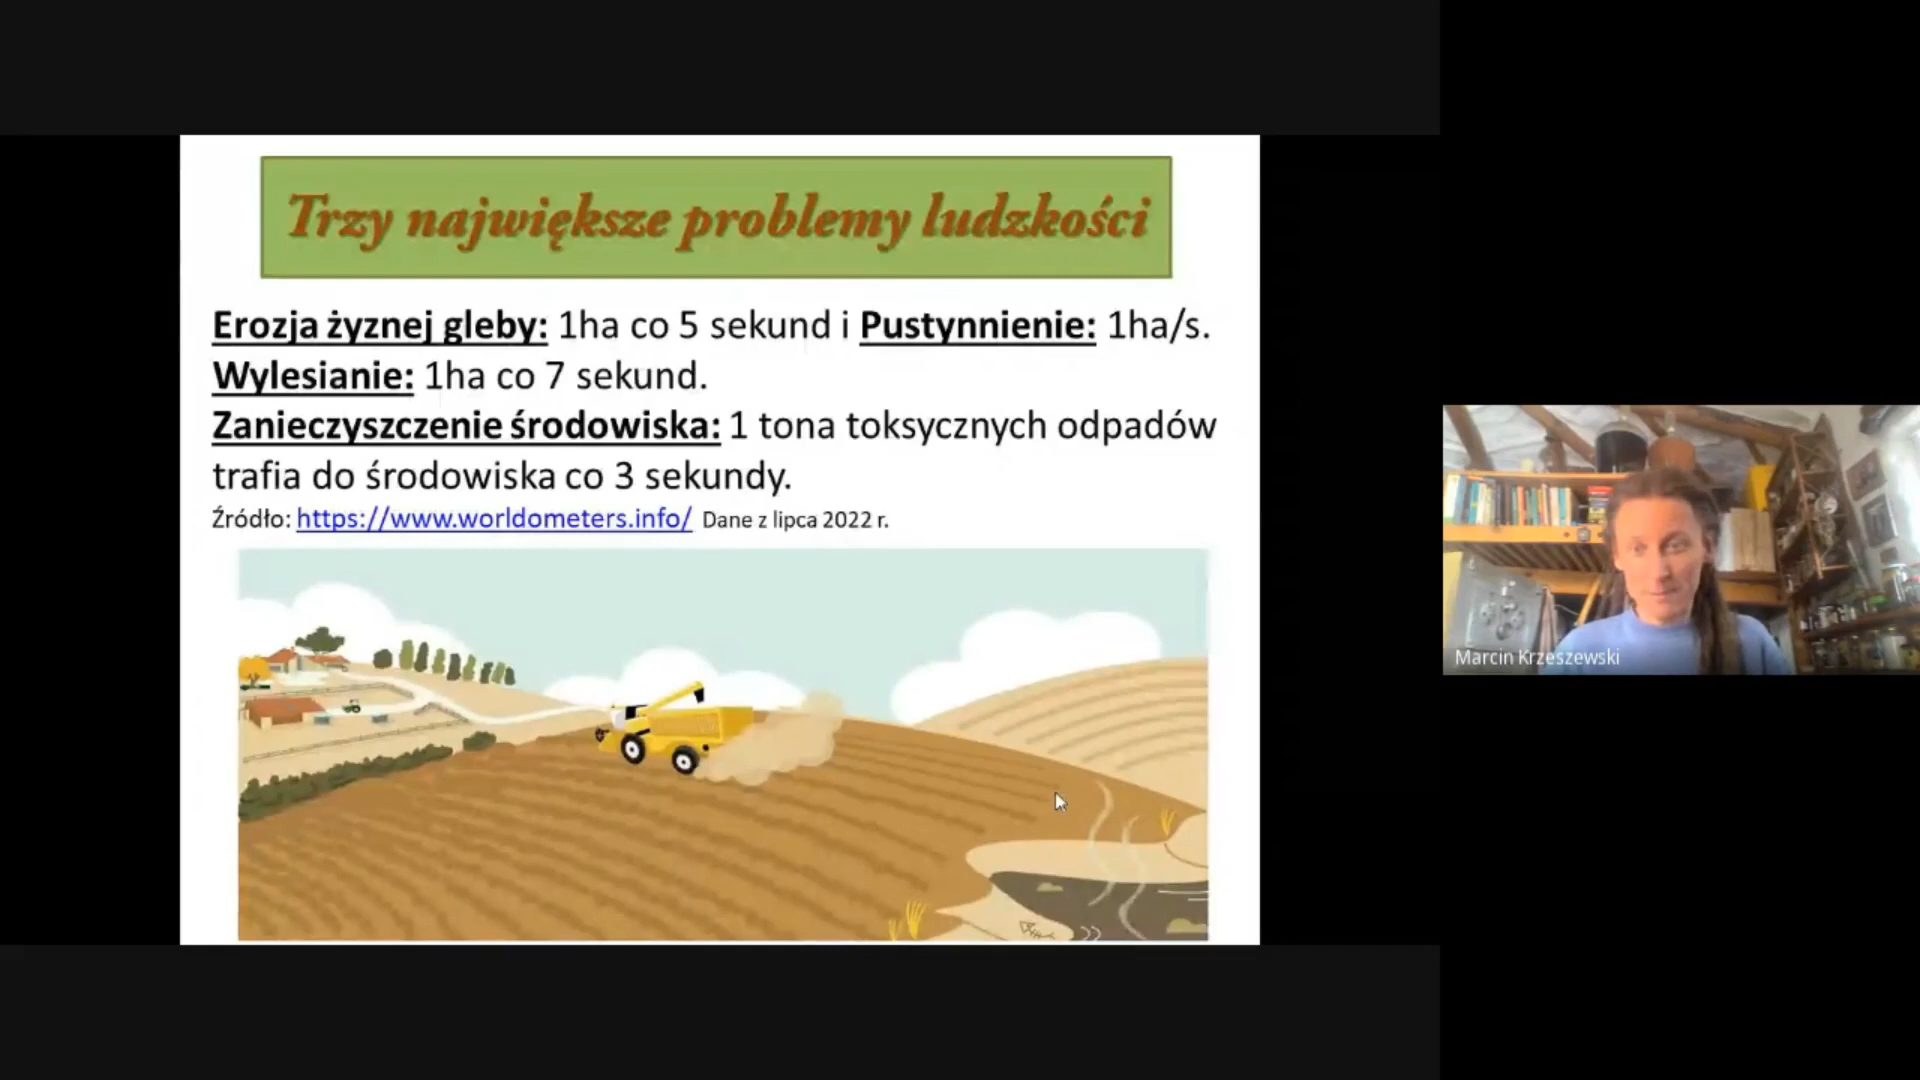 Trzy największe problemy ludzkości
Erozja żyznej gleby: 1ha co 5 sekund i Pustynnienie: 1ha/s.
Wylesianie: 1ha co 7 sekund.
Zanieczyszczenie środowiska: 1 tona toksycznych odpadów
trafia do środowiska co 3 sekundy.
Źródło: https://www.worldometers.info/ Dane z lipca 2022 r.
Marcin Krzeszewski